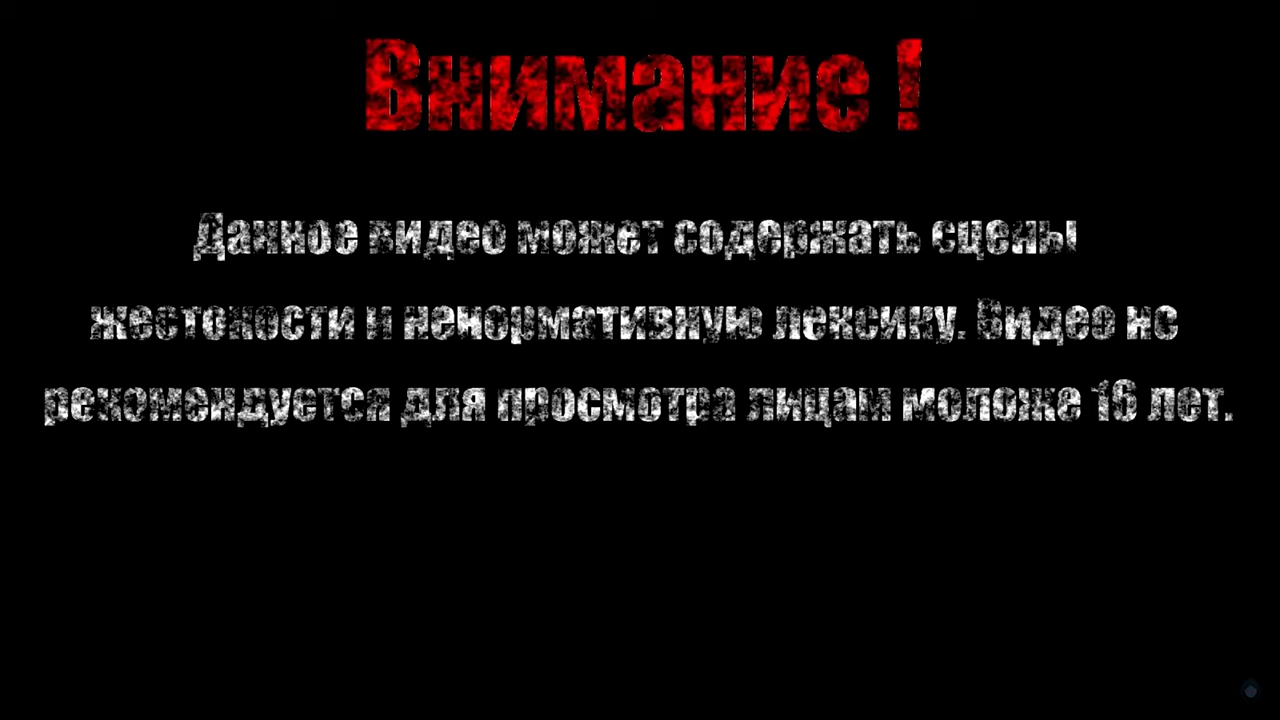 Внимание !
Данное видео может содержать сцены
жестокости и ненормативную лексику. Видео не
рекомендуется для просмотра лицам моложе 16 лет.